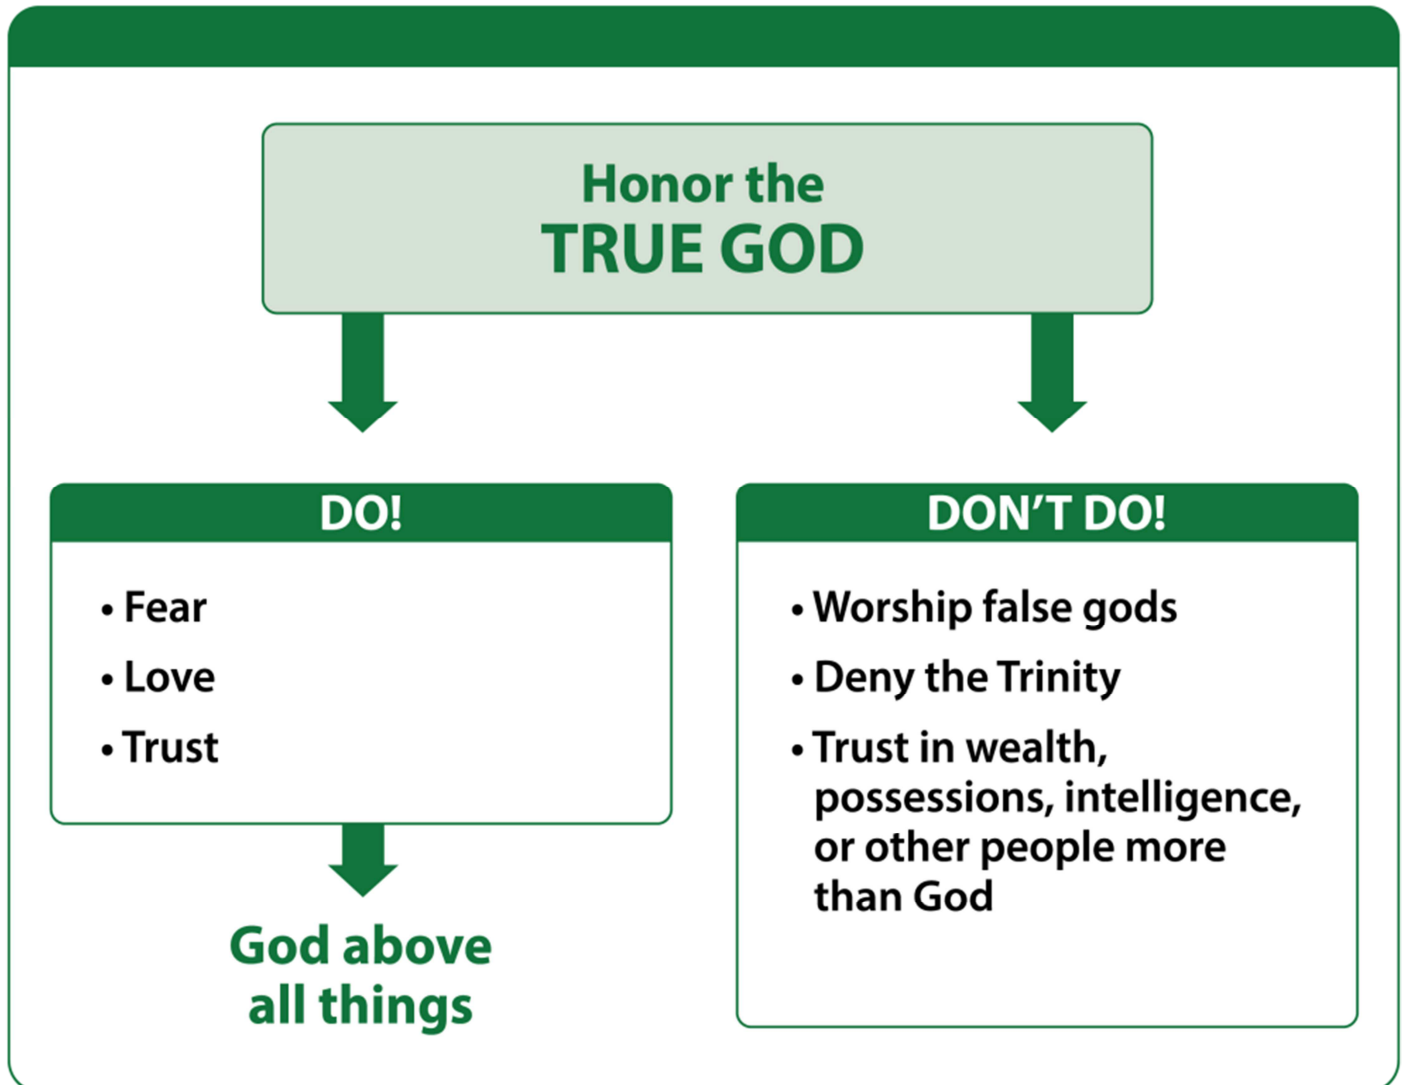 Honor the
TRUE GOD
DO!
• Fear
• Love
• Trust
God above
all things
DON’T DO!
• Worship false gods
• Deny the Trinity
• Trust in wealth,
possessions, intelligence,
or other people more
than God